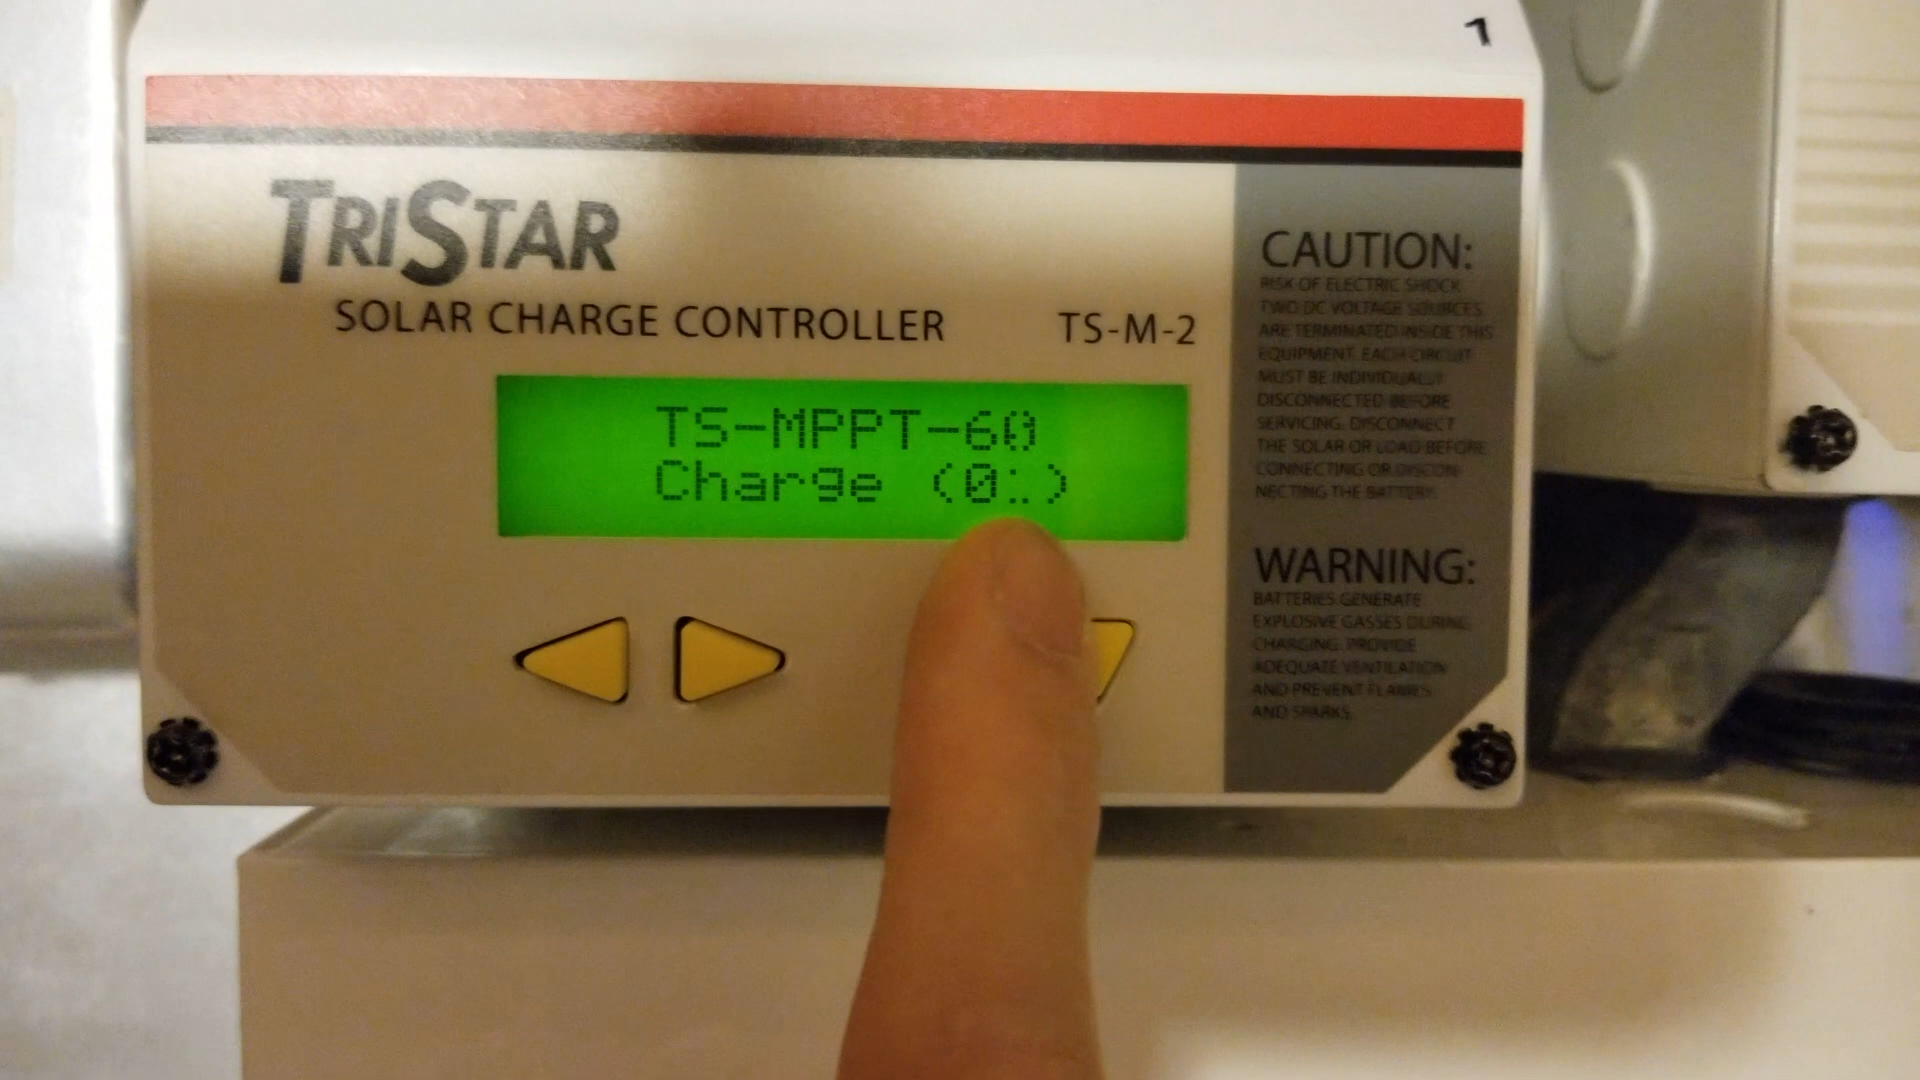 1
TRISTAR
SOLAR CHARGE CONTROLLER
TS-M-2
TS-MPPT-60
Charge (0%)
CAUTION:
RISK OF ELECTRIC SHOCK
TWO DC VOLTAGE SOURCES
ARE TERMINATED INSIDE THIS
EQUIPMENT. EACH CIRCUIT
MUST BE INDIVIDUALLY
DISCONNECTED BEFORE
SERVICING. DISCONNECT
THE SOLAR OR LOAD BEFORE
CONNECTING OR DISCON-
NECTING THE BATTERY.
WARNING:
BATTERIES GENERATE
EXPLOSIVE GASSES DURING
CHARGING. PROVIDE
ADEQUATE VENTILATION
AND PREVENT FLAMES
AND SPARKS.